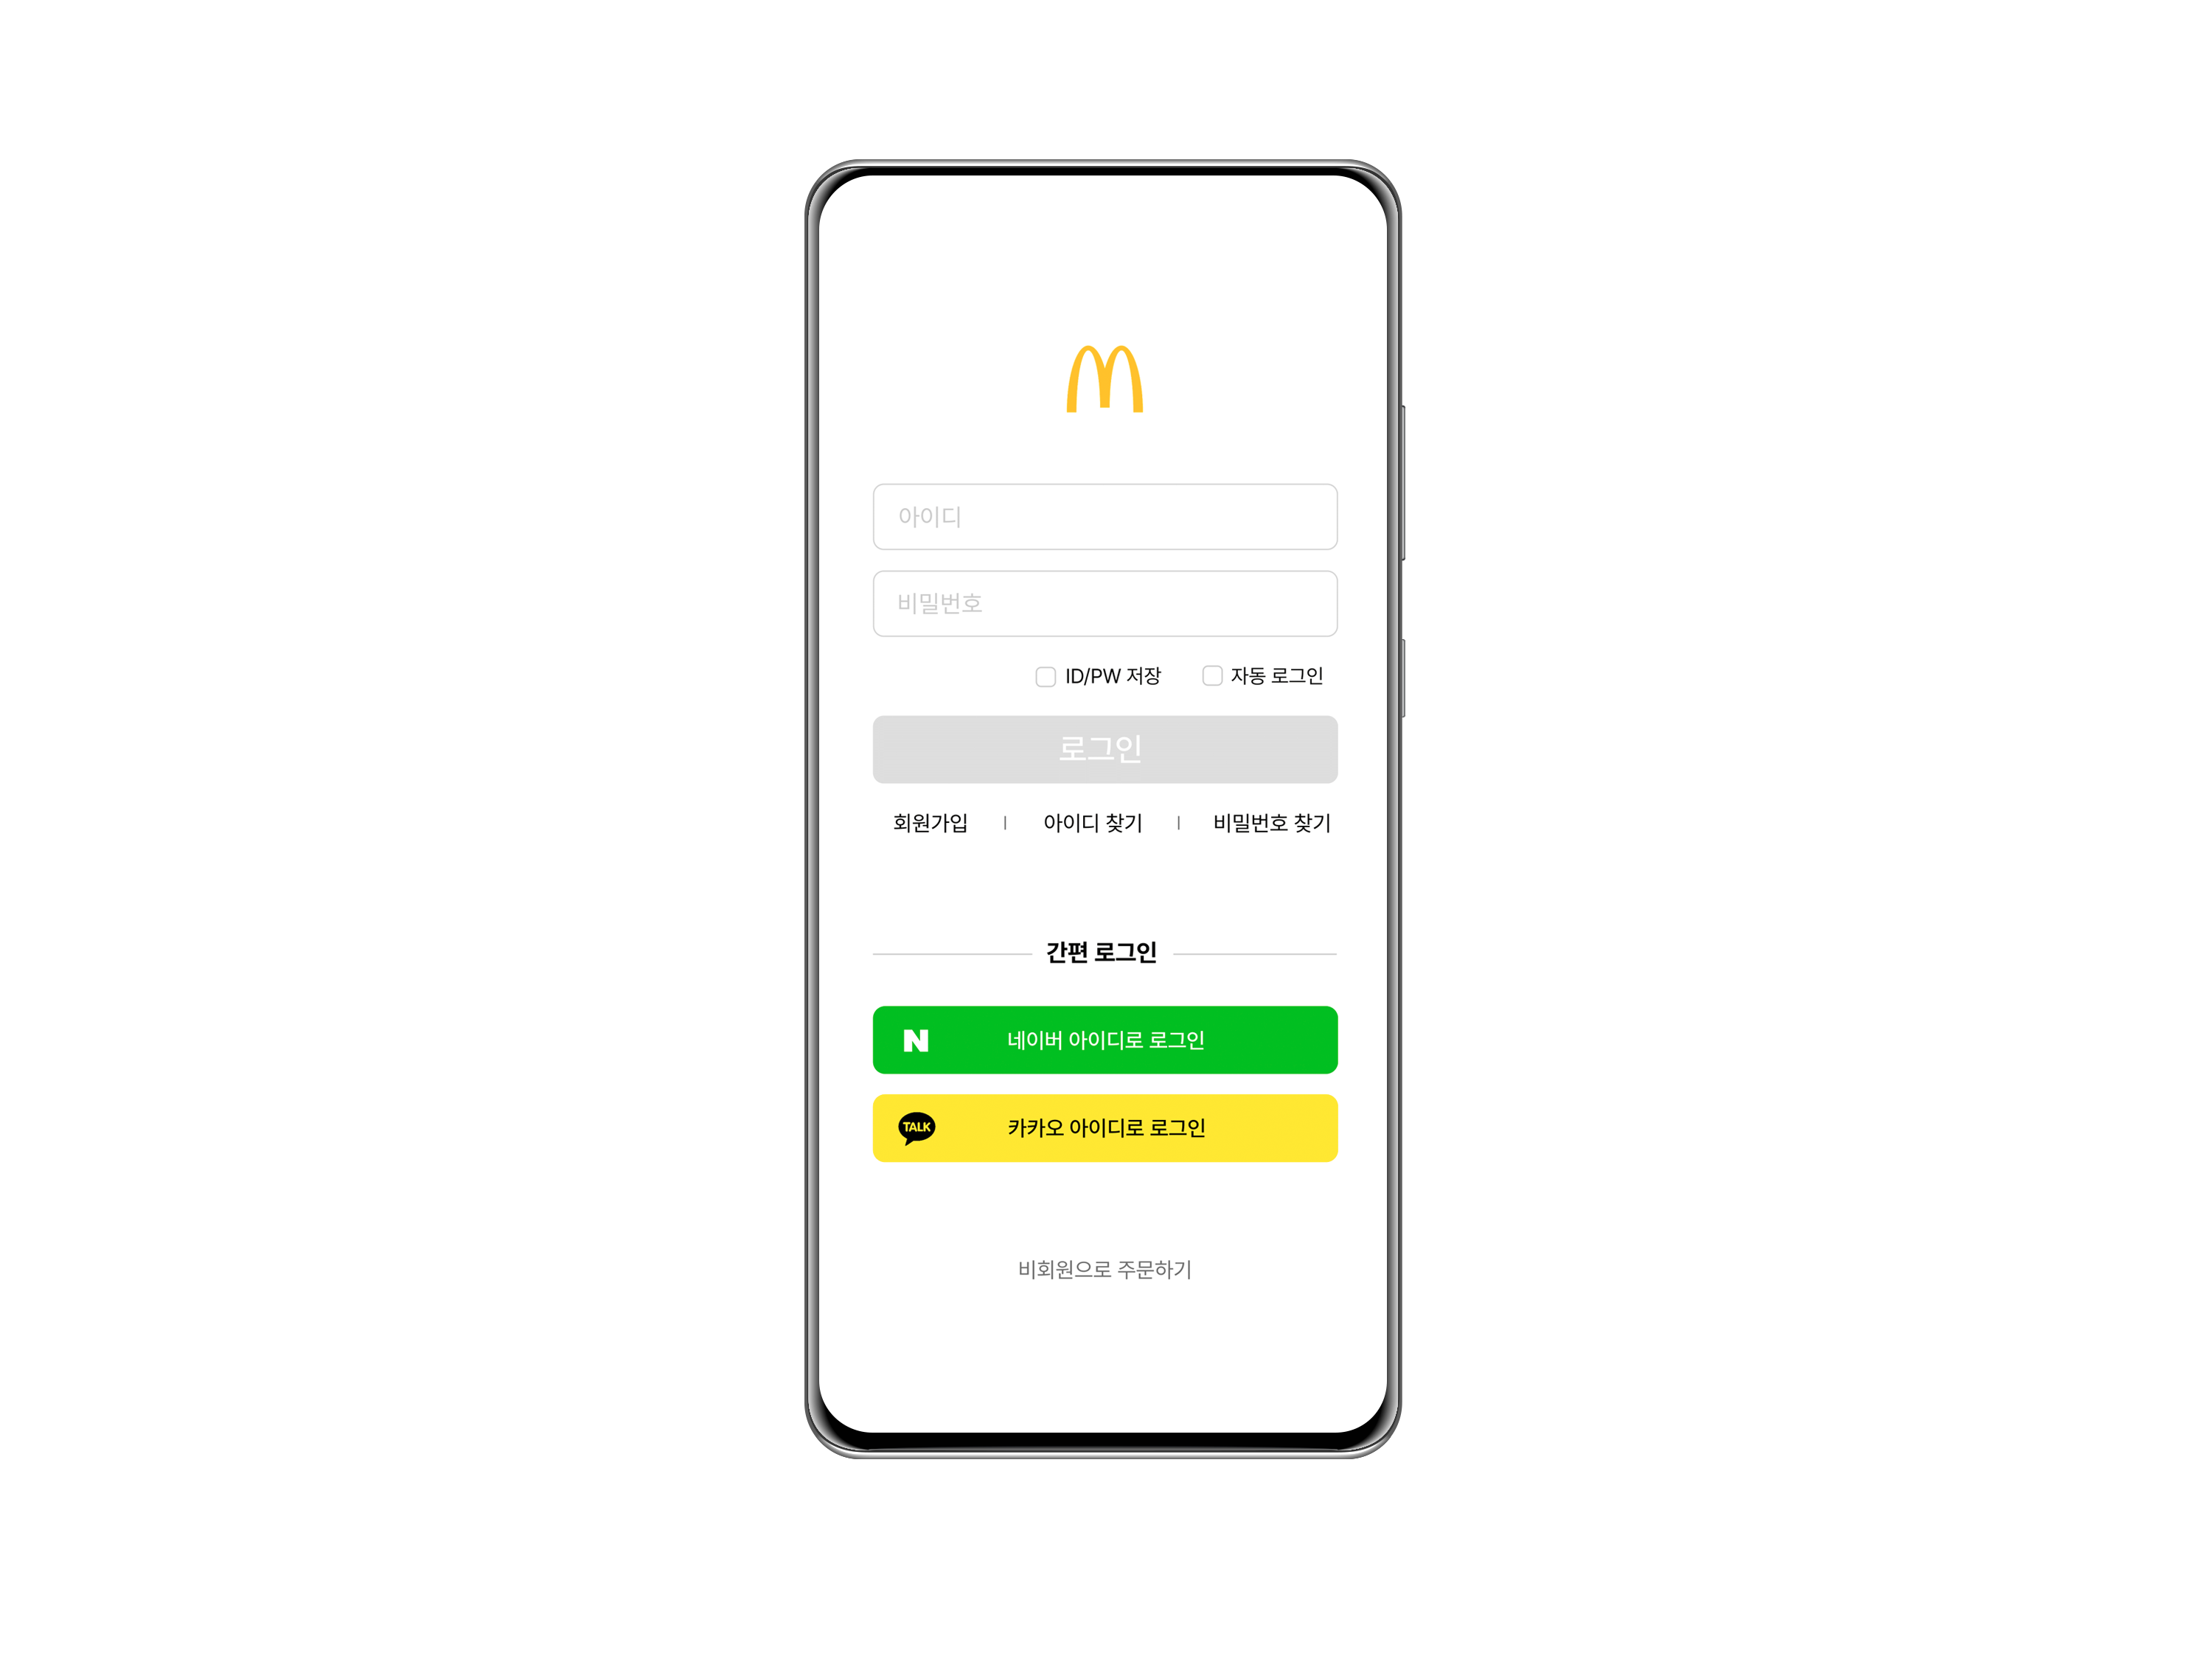 아이디
비밀번호
ID/PW 저장 자동 로그인
로그인
회원가입 | 아이디 찾기 | 비밀번호 찾기
간편 로그인
N 네이버 아이디로 로그인
TALK 카카오 아이디로 로그인
비회원으로 주문하기